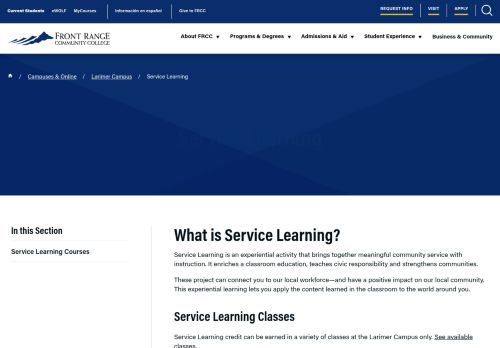 Current Students eWOLF MyCourses Información en español Give to FRCC REQUEST INFO VISIT APPLY
FRONT RANGE
COMMUNITY COLLEGE
About FRCC Programs & Degrees Admissions & Aid Student Experience Business & Community
/ Campuses & Online / Larimer Campus / Service Learning
Service Learning
In this Section
Service Learning Courses
What is Service Learning?
Service Learning is an experiential activity that brings together meaningful community service with
instruction. It enriches a classroom education, teaches civic responsibility and strengthens communities.
These project can connect you to our local workforce—and have a positive impact on our local community.
This experiential learning lets you apply the content learned in the classroom to the world around you.
Service Learning Classes
Service Learning credit can be earned in a variety of classes at the Larimer Campus only. See available
classes.